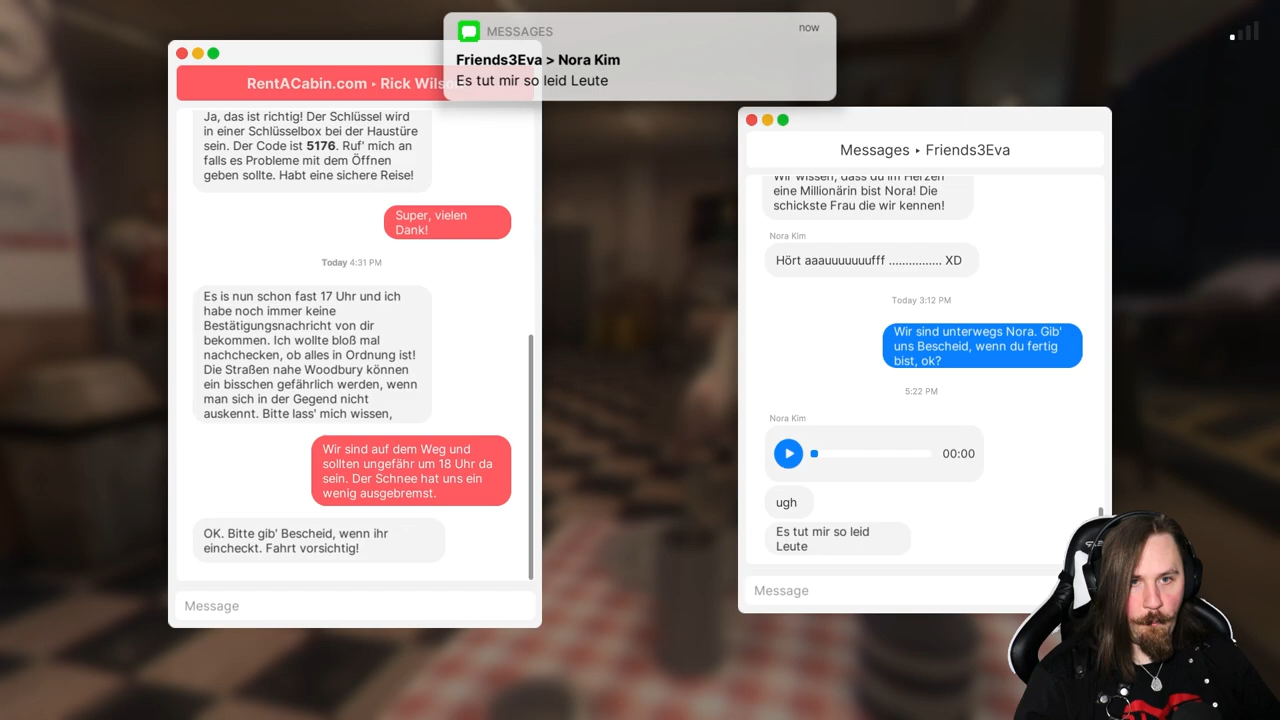 MESSAGES
now
Friends3Eva > Nora Kim
Es tut mir so leid Leute
RentACabin.com ▸ Rick Wilso
Ja, das ist richtig! Der Schlüssel wird
in einer Schlüsselbox bei der Haustüre
sein. Der Code ist 5176. Ruf' mich an
falls es Probleme mit dem Öffnen
geben sollte. Habt eine sichere Reise!
Super, vielen
Dank!
Today 4:31 PM
Es is nun schon fast 17 Uhr und ich
habe noch immer keine
Bestätigungsnachricht von dir
bekommen. Ich wollte bloß mal
nachchecken, ob alles in Ordnung ist!
Die Straßen nahe Woodbury können
ein bisschen gefährlich werden, wenn
man sich in der Gegend nicht
auskennt. Bitte lass' mich wissen,
Wir sind auf dem Weg und
sollten ungefähr um 18 Uhr da
sein. Der Schnee hat uns ein
wenig ausgebremst.
OK. Bitte gib' Bescheid, wenn ihr
eincheckt. Fahrt vorsichtig!
Message
Messages ▸ Friends3Eva
Wir wissen, dass du im Herzen
eine Millionärin bist Nora! Die
schickste Frau die wir kennen!
Nora Kim
Hört aaauuuuuuufff ................ XD
Today 3:12 PM
Wir sind unterwegs Nora. Gib'
uns Bescheid, wenn du fertig
bist, ok?
5:22 PM
Nora Kim
00:00
ugh
Es tut mir so leid
Leute
Message